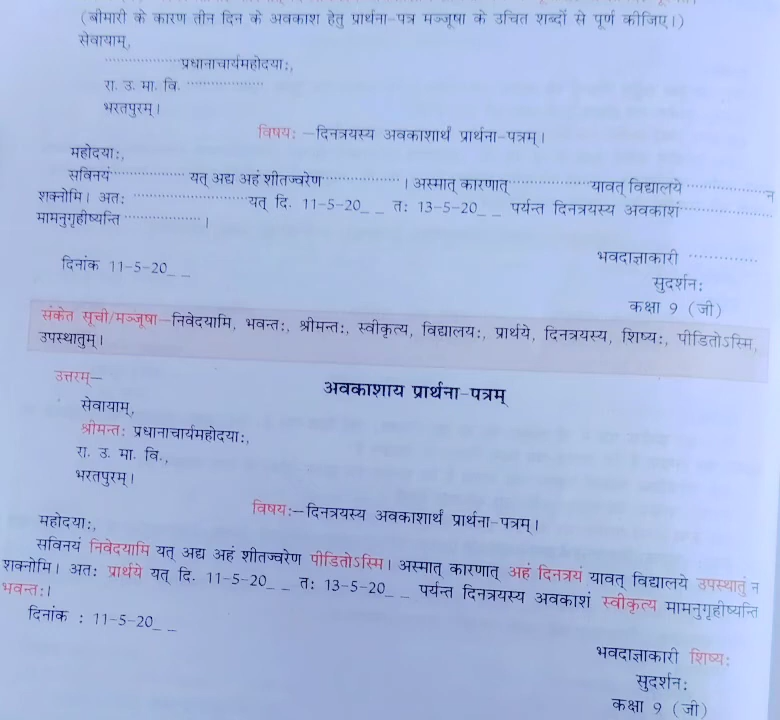 (बीमारी के कारण तीन दिन के अवकाश हेतु प्रार्थना-पत्र मञ्जूषा के उचित शब्दों से पूर्ण कीजिए।)
सेवायाम्,
....................प्रधानाचार्यमहोदयाः,
रा. उ. मा. वि. ....................
भरतपुरम्।
विषयः –दिनत्रयस्य अवकाशार्थं प्रार्थना-पत्रम्।
महोदयाः,
सविनयं.................... यत् अद्य अहं शीतज्वरेण....................। अस्मात् कारणात् ....................यावत् विद्यालये ....................न
शक्नोमि। अतः ....................यत् दि. 11-5-20_ _ तः 13-5-20_ _ पर्यन्त दिनत्रयस्य अवकाशं....................
मामनुगृहीष्यन्ति ....................।
भवदाज्ञाकारी ....................
दिनांक 11-5-20_ _
सुदर्शनः
कक्षा 9 (जी)
संकेत सूची/मञ्जूषा–निवेदयामि, भवन्तः, श्रीमन्तः, स्वीकृत्य, विद्यालयः, प्रार्थये, दिनत्रयस्य, शिष्यः, पीडितोऽस्मि,
उपस्थातुम्।
उत्तरम्–
अवकाशाय प्रार्थना-पत्रम्
सेवायाम्,
श्रीमन्तः प्रधानाचार्यमहोदयाः,
रा. उ. मा. वि.,
भरतपुरम्।
विषयः–दिनत्रयस्य अवकाशार्थं प्रार्थना-पत्रम्।
महोदयाः,
सविनयं निवेदयामि यत् अद्य अहं शीतज्वरेण पीडितोऽस्मि। अस्मात् कारणात् अहं दिनत्रयं यावत् विद्यालये उपस्थातुं न
शक्नोमि। अतः प्रार्थये यत् दि. 11-5-20_ _ तः 13-5-20_ _ पर्यन्त दिनत्रयस्य अवकाशं स्वीकृत्य मामनुगृहीष्यन्ति
भवन्तः।
दिनांक : 11-5-20_ _
भवदाज्ञाकारी शिष्यः
सुदर्शनः
कक्षा 9 (जी)